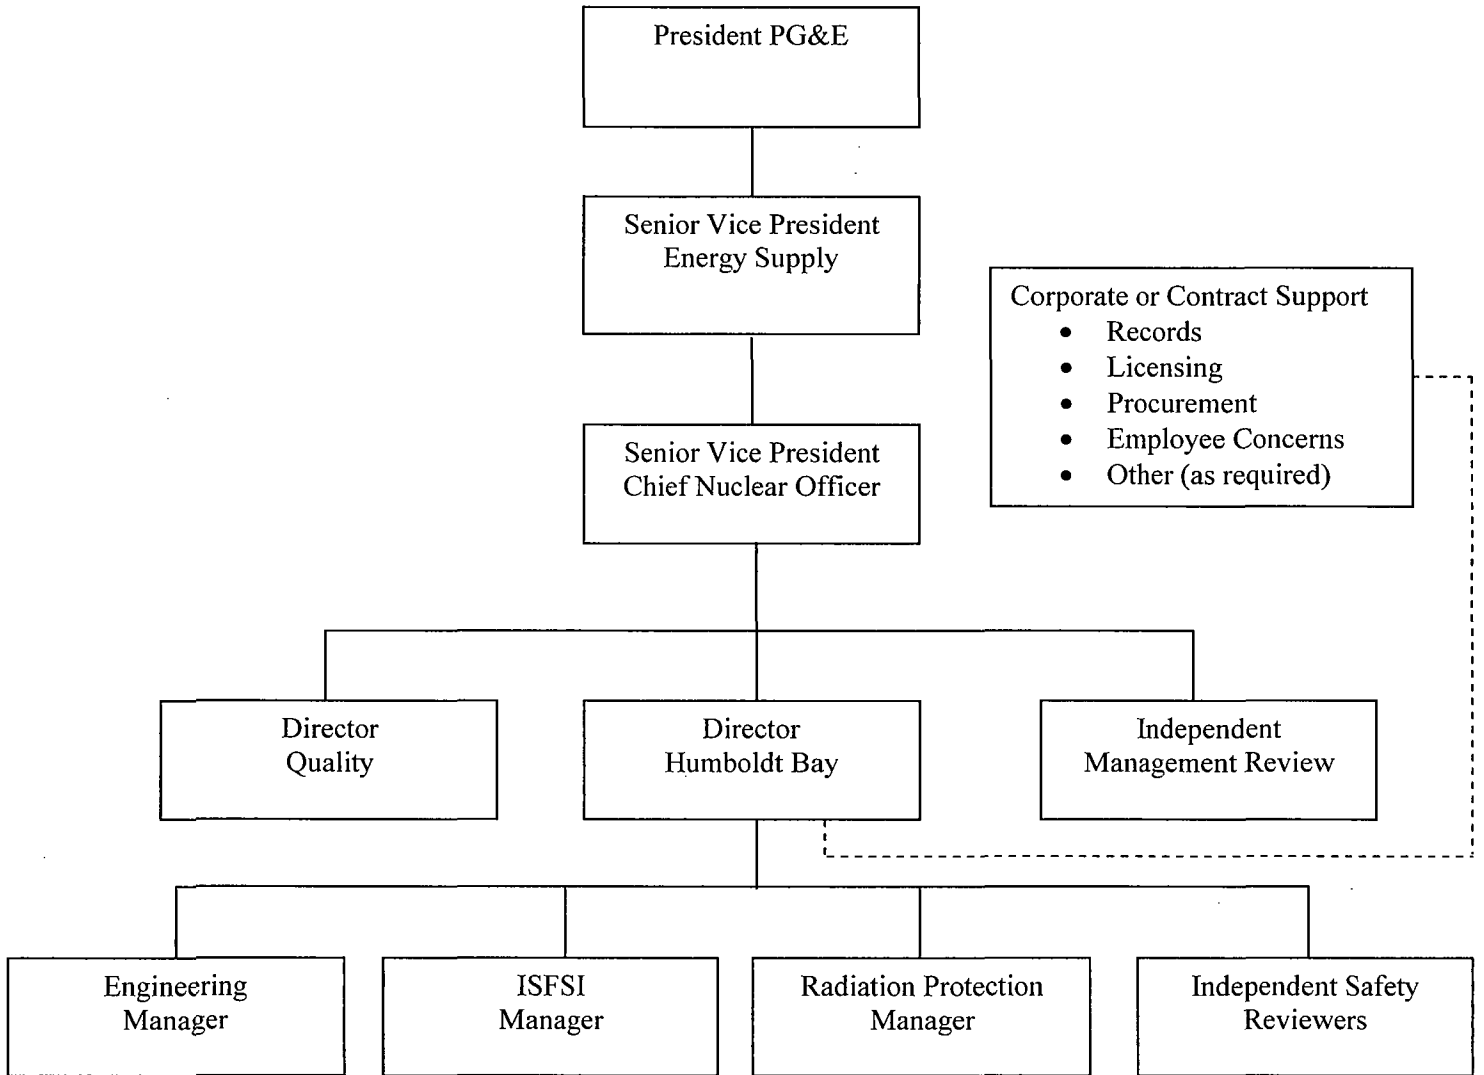 President PG&E
Senior Vice President
Energy Supply
Corporate or Contract Support
• Records
• Licensing
• Procurement
• Employee Concerns
• Other (as required)
Senior Vice President
Chief Nuclear Officer
Director
Quality
Director
Humboldt Bay
Independent
Management Review
Engineering
Manager
ISFSI
Manager
Radiation Protection
Manager
Independent Safety
Reviewers